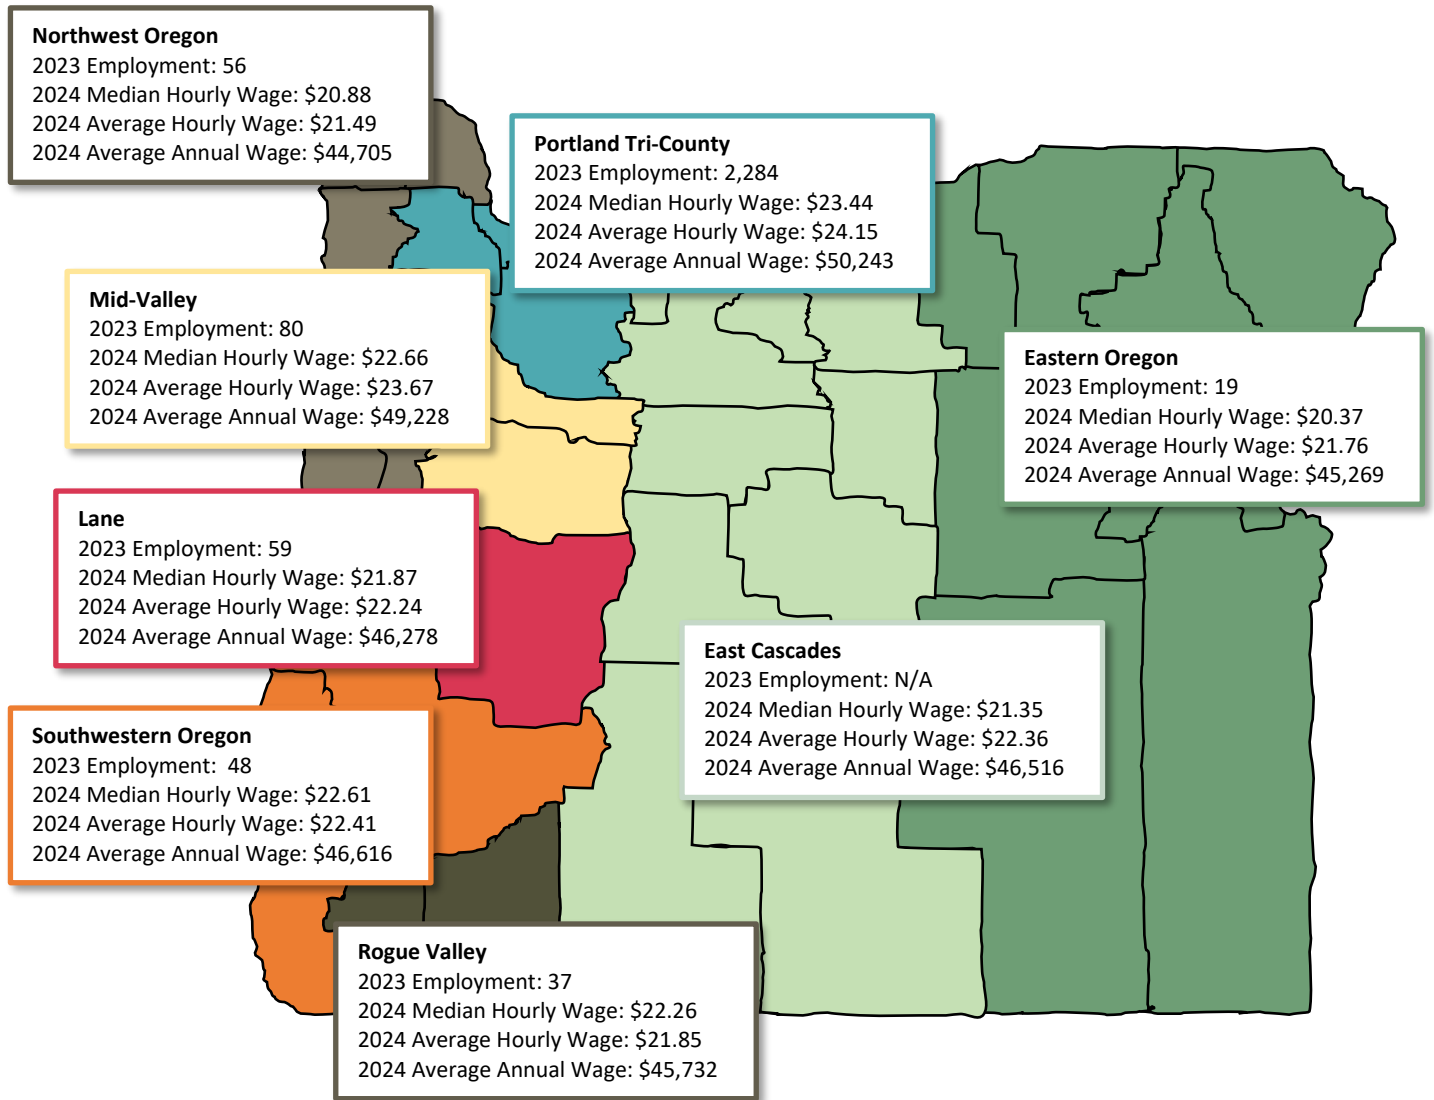 Northwest Oregon
2023 Employment: 56
2024 Median Hourly Wage: $20.88
2024 Average Hourly Wage: $21.49
2024 Average Annual Wage: $44,705
Portland Tri-County
2023 Employment: 2,284
2024 Median Hourly Wage: $23.44
2024 Average Hourly Wage: $24.15
2024 Average Annual Wage: $50,243
Mid-Valley
2023 Employment: 80
2024 Median Hourly Wage: $22.66
2024 Average Hourly Wage: $23.67
2024 Average Annual Wage: $49,228
Eastern Oregon
2023 Employment: 19
2024 Median Hourly Wage: $20.37
2024 Average Hourly Wage: $21.76
2024 Average Annual Wage: $45,269
Lane
2023 Employment: 59
2024 Median Hourly Wage: $21.87
2024 Average Hourly Wage: $22.24
2024 Average Annual Wage: $46,278
East Cascades
2023 Employment: N/A
2024 Median Hourly Wage: $21.35
2024 Average Hourly Wage: $22.36
2024 Average Annual Wage: $46,516
Southwestern Oregon
2023 Employment:  48
2024 Median Hourly Wage: $22.61
2024 Average Hourly Wage: $22.41
2024 Average Annual Wage: $46,616
Rogue Valley
2023 Employment: 37
2024 Median Hourly Wage: $22.26
2024 Average Hourly Wage: $21.85
2024 Average Annual Wage: $45,732